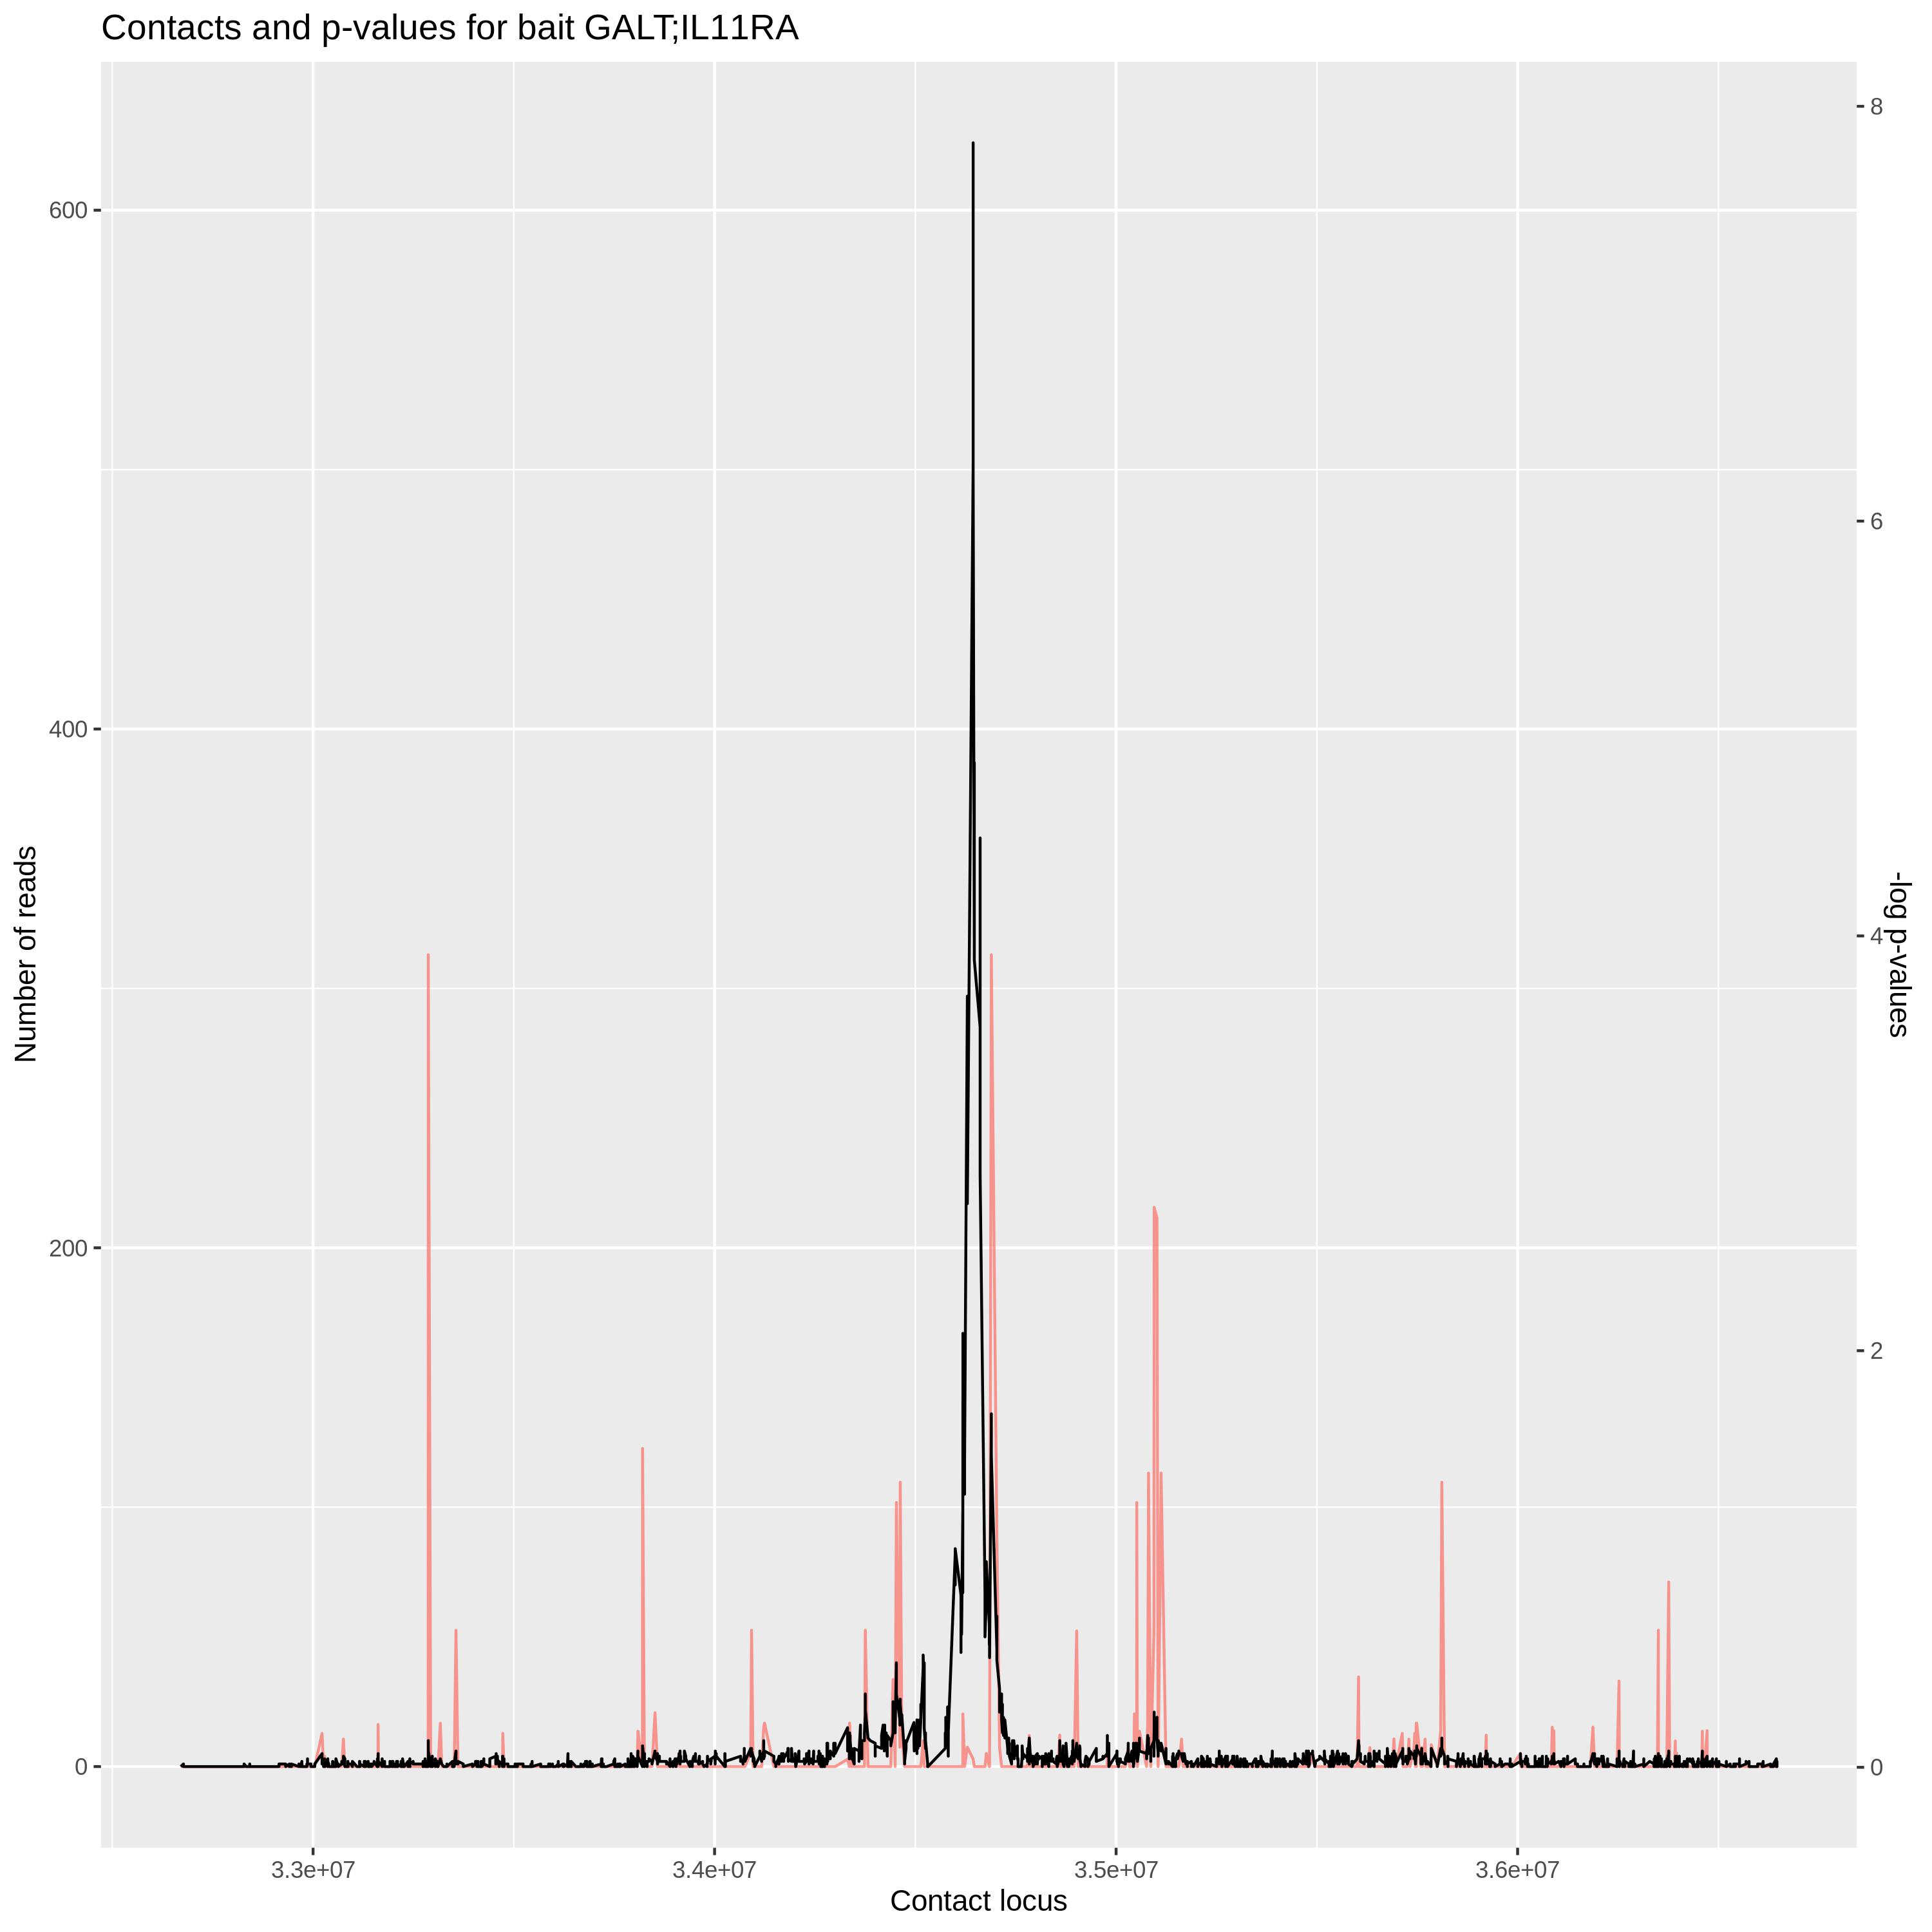 Contacts and p-values for bait GALT;IL11RA
Number of reads
600
400
200
0
8
6
4
2
0
-log p-values
3.3e+07
3.4e+07
3.5e+07
3.6e+07
Contact locus